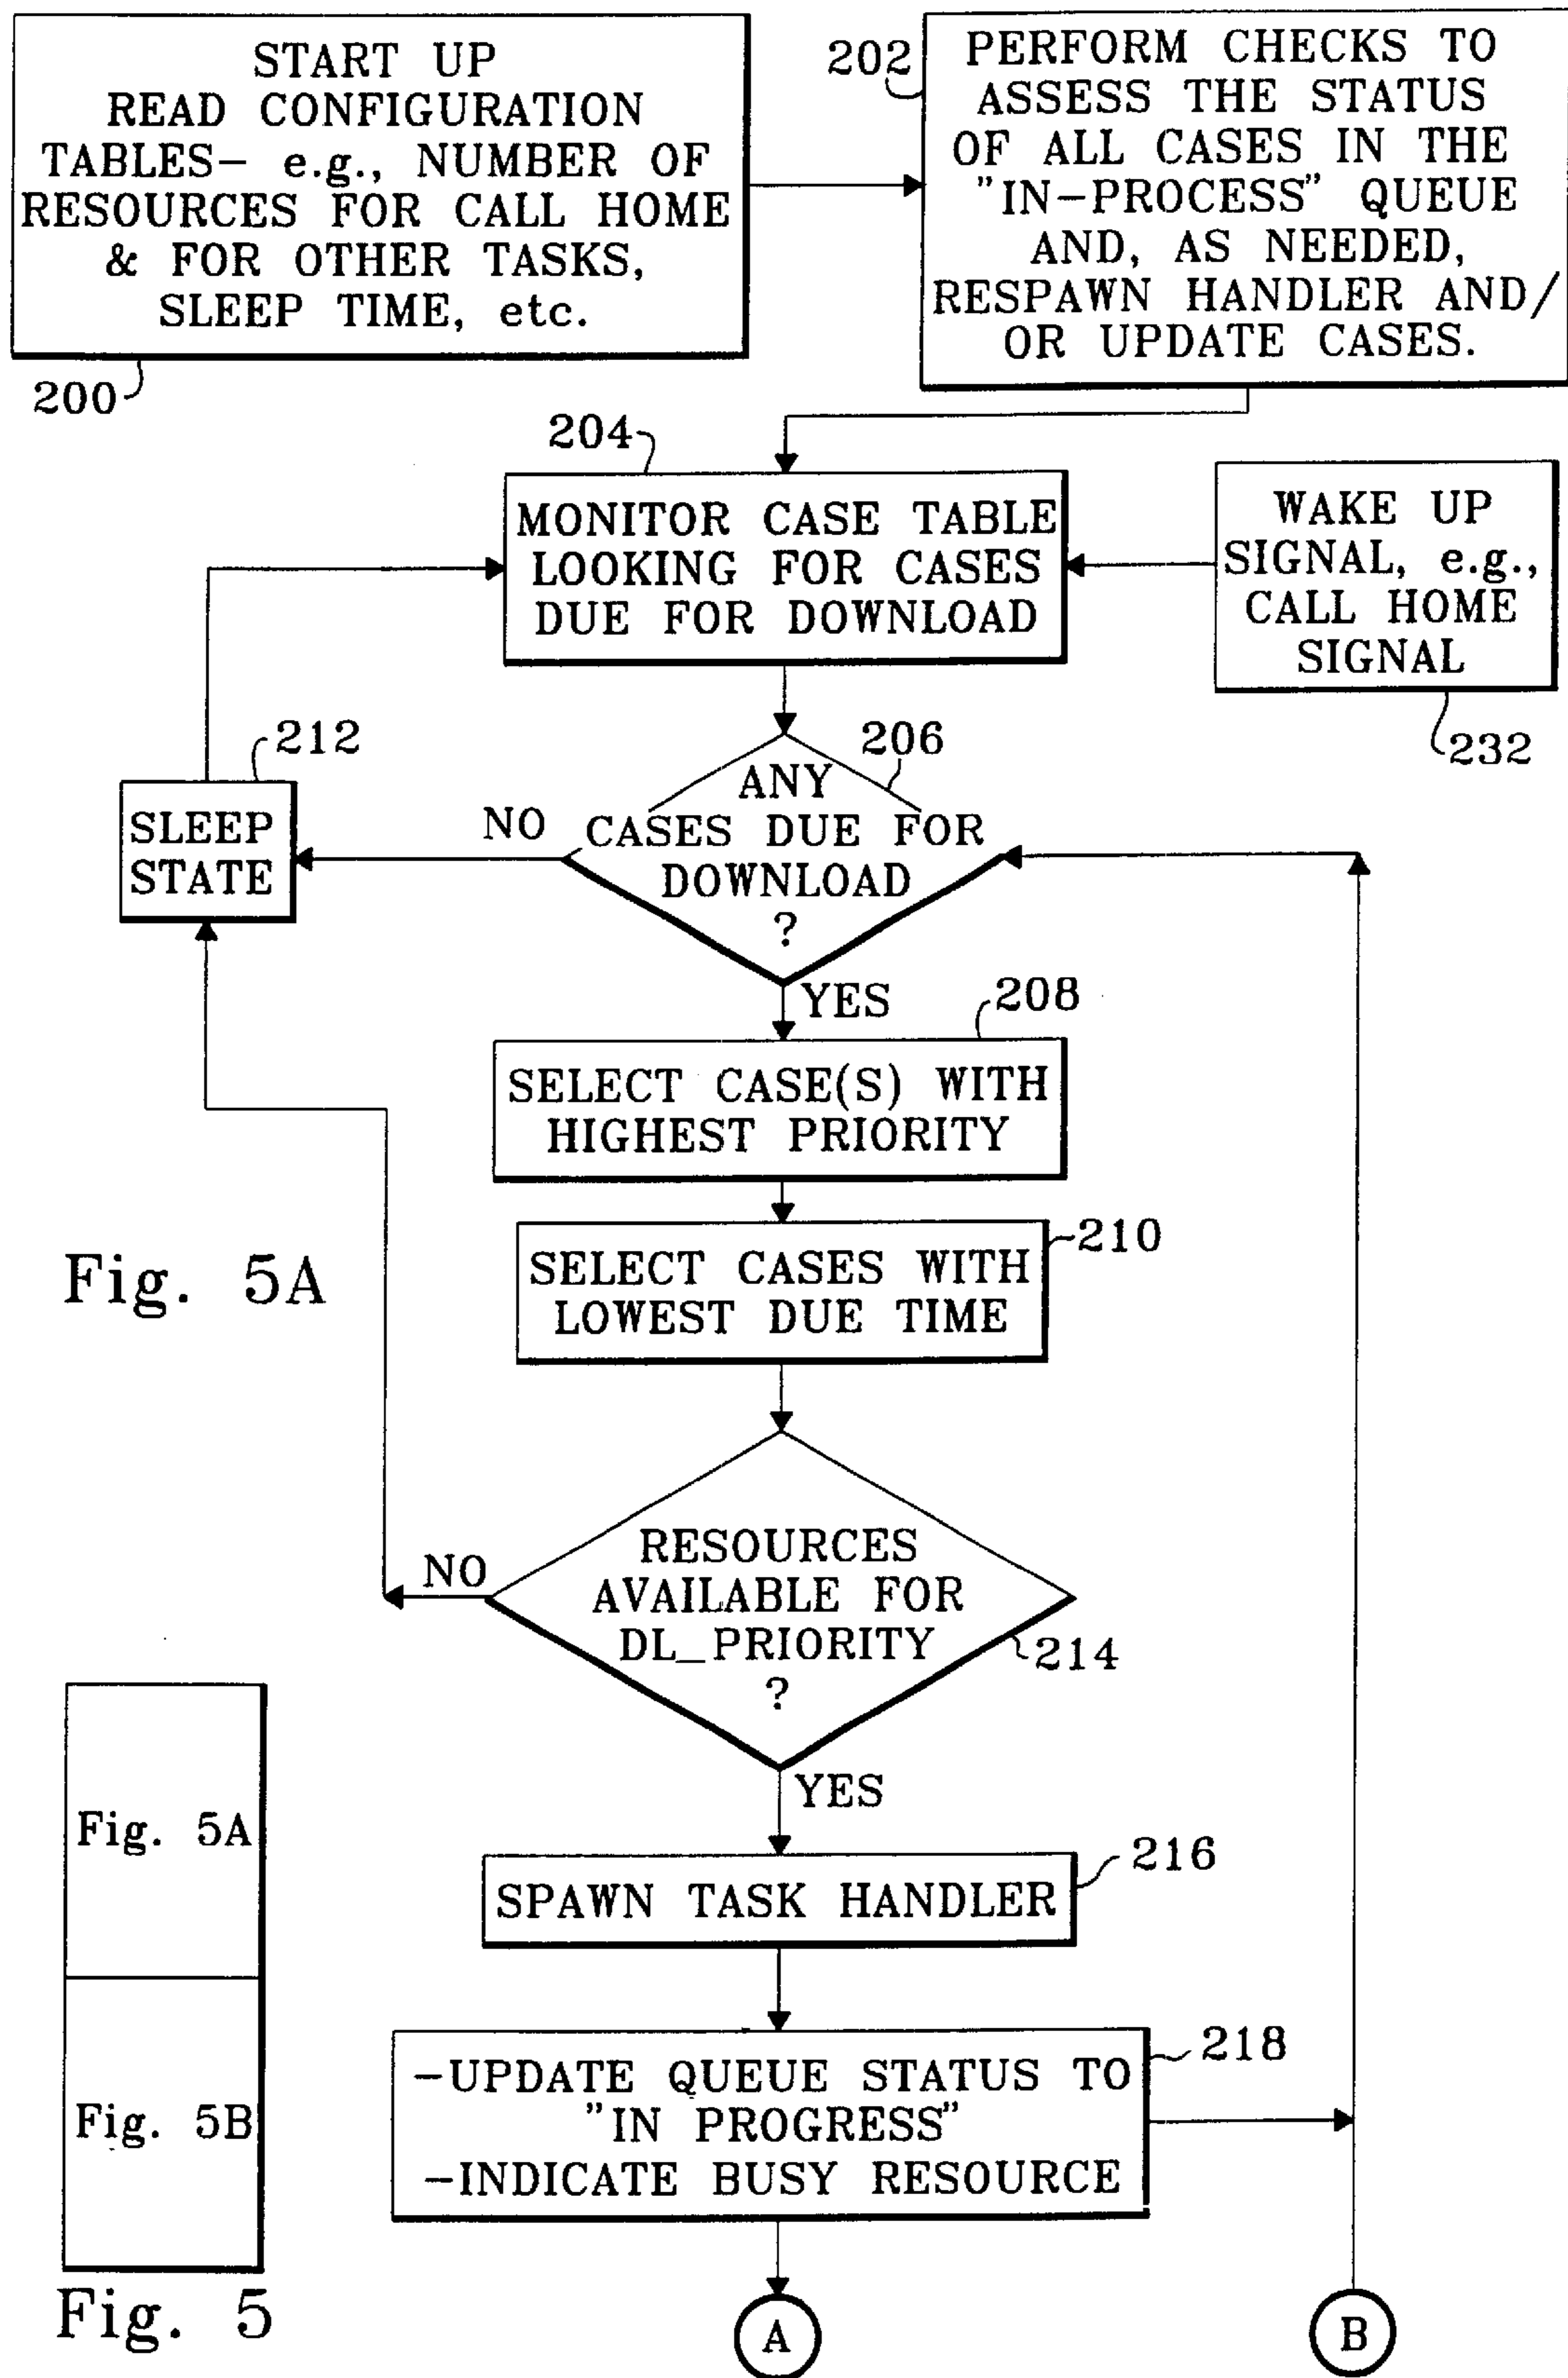 START UP
READ CONFIGURATION
TABLES- e.g., NUMBER OF
RESOURCES FOR CALL HOME
& FOR OTHER TASKS,
SLEEP TIME, etc.
200
202
PERFORM CHECKS TO
ASSESS THE STATUS
OF ALL CASES IN THE
"IN-PROCESS" QUEUE
AND, AS NEEDED,
RESPAWN HANDLER AND/
OR UPDATE CASES.
204
MONITOR CASE TABLE
LOOKING FOR CASES
DUE FOR DOWNLOAD
WAKE UP
SIGNAL, e.g.,
CALL HOME
SIGNAL
232
212
SLEEP
STATE
206
NO
ANY
CASES DUE FOR
DOWNLOAD
?
YES
208
SELECT CASE(S) WITH
HIGHEST PRIORITY
210
SELECT CASES WITH
LOWEST DUE TIME
Fig. 5A
NO
RESOURCES
AVAILABLE FOR
DL_PRIORITY
?
214
YES
216
SPAWN TASK HANDLER
218
-UPDATE QUEUE STATUS TO
"IN PROGRESS"
-INDICATE BUSY RESOURCE
Fig. 5A
Fig. 5B
Fig. 5
A
B